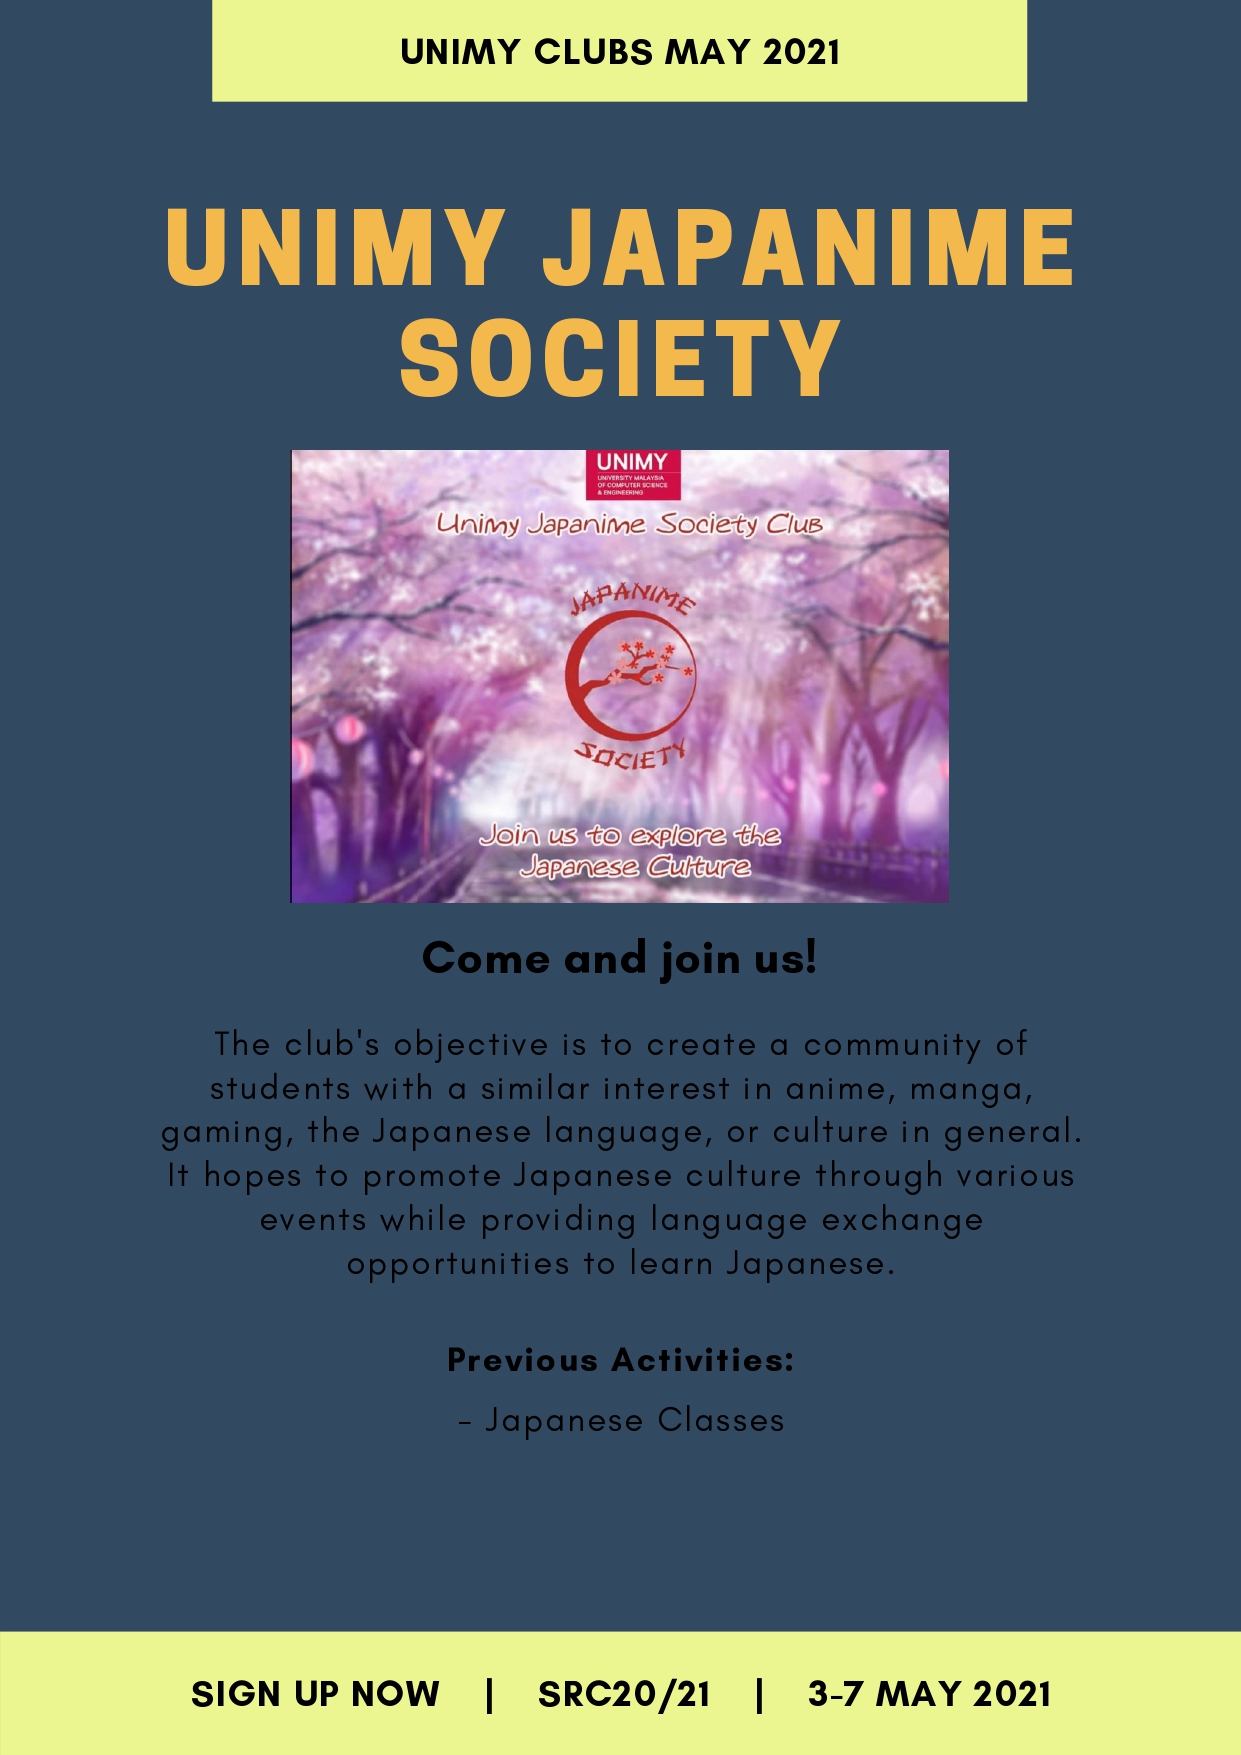 UNIMY CLUBS MAY 2021
UNIMY JAPANIME
SOCIETY
UNIMY
UNIVERSITY MALAYSIA
OF COMPUTER SCIENCE
& ENGINEERING
Unimy Japanime Society Club
JAPANIME
SOCIETY
Join us to explore the
Japanese Culture
Come and join us!
The club's objective is to create a community of
students with a similar interest in anime, manga,
gaming, the Japanese language, or culture in general.
It hopes to promote Japanese culture through various
events while providing language exchange
opportunities to learn Japanese.
Previous Activities:
- Japanese Classes
SIGN UP NOW | SRC20/21 | 3-7 MAY 2021